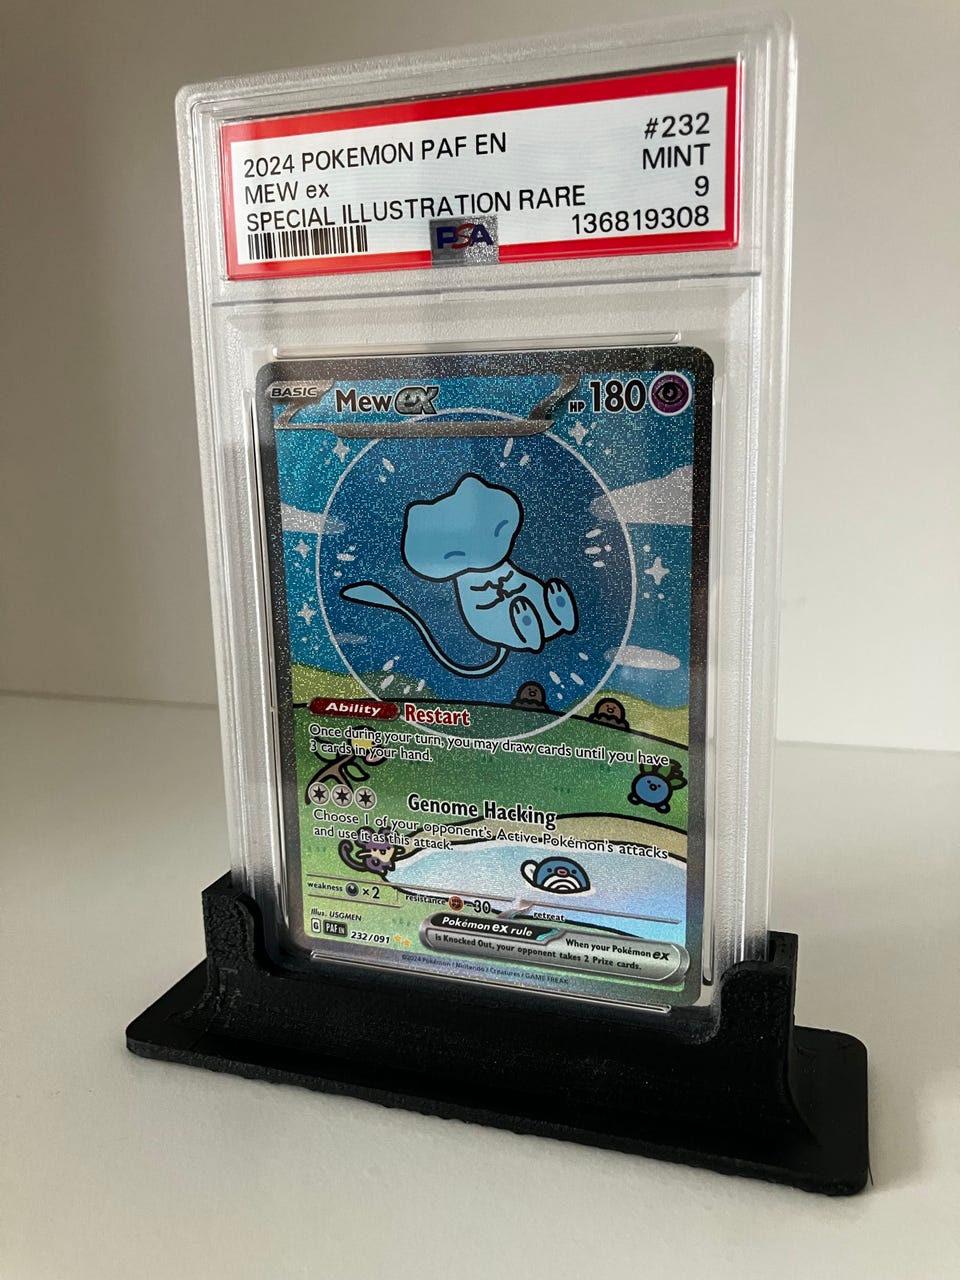 2024 POKEMON PAF EN #232
MEW ex MINT
SPECIAL ILLUSTRATION RARE 9
136819308
PSA
BASIC Mew ex HP 180
Ability Restart
Once during your turn, you may draw cards until you have
3 cards in your hand.
Genome Hacking
Choose 1 of your opponent's Active Pokémon's attacks
and use it as this attack.
weakness ×2 resistance -30 retreat
Illus. USGMEN
G PAF EN 232/091
Pokémon ex rule When your Pokémon ex
is Knocked Out, your opponent takes 2 Prize cards.
©2024 Pokémon / Nintendo / Creatures / GAME FREAK